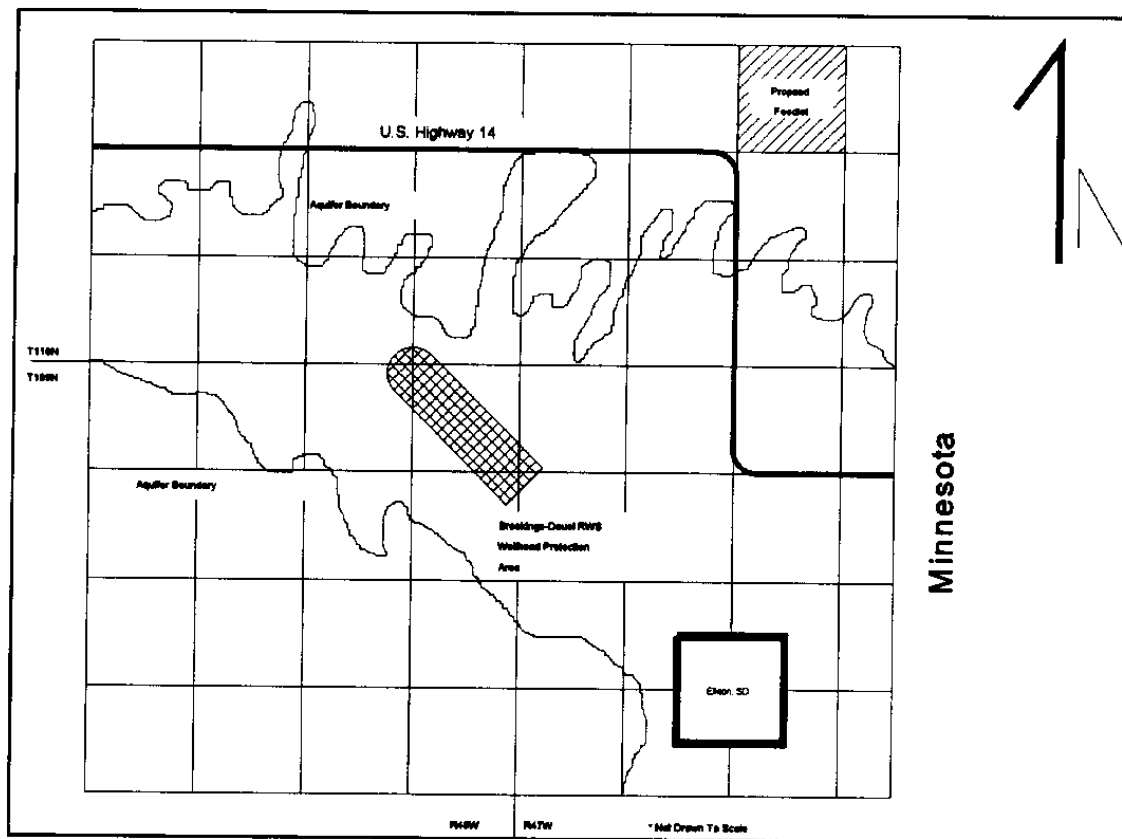 Proposed
Feedlot
U.S. Highway 14
Aquifer Boundary
T110N
T109N
Aquifer Boundary
Brookings-Deuel RWS
Wellhead Protection
Area
Minnesota
Elkton, SD
R48W
R47W
* Not Drawn To Scale
N